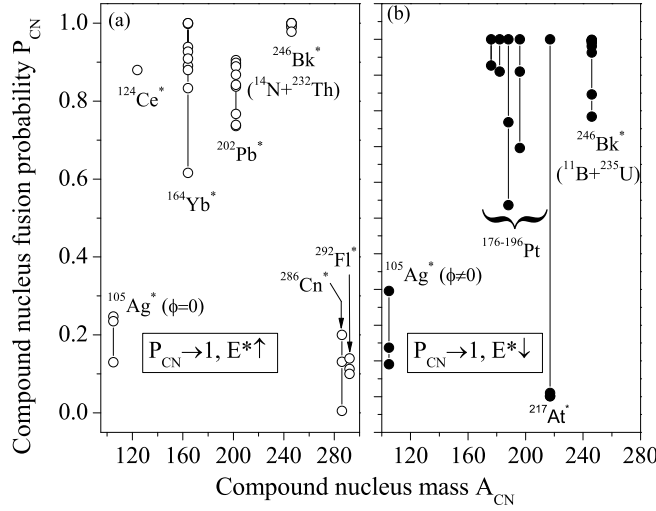 Compound nucleus fusion probability P_CN
(a)
1.0
0.8
0.6
0.4
0.2
0.0
¹²⁴Ce*
¹⁶⁴Yb*
²⁰²Pb*
²⁴⁶Bk*
(¹⁴N+²³²Th)
¹⁰⁵Ag* (ϕ=0)
²⁸⁶Cn*
²⁹²Fl*
P_CN→1, E*↑
120 160 200 240 280
(b)
²⁴⁶Bk*
(¹¹B+²³⁵U)
¹⁷⁶⁻¹⁹⁶Pt
¹⁰⁵Ag* (ϕ≠0)
P_CN→1, E*↓
²¹⁷At*
120 160 200 240 280
Compound nucleus mass A_CN